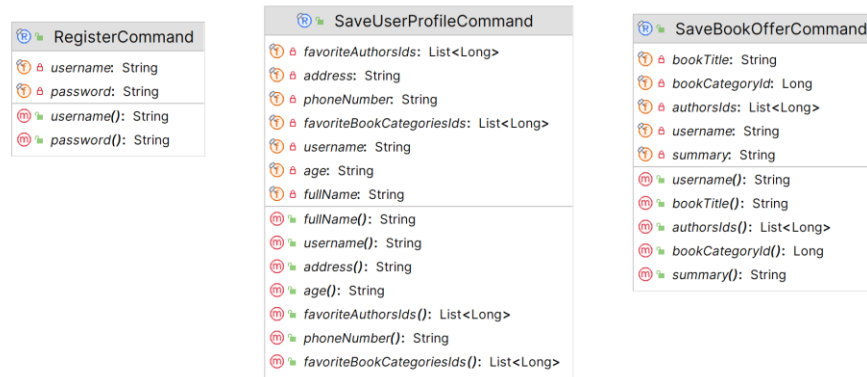 RegisterCommand
username: String
password: String
username(): String
password(): String
SaveUserProfileCommand
favoriteAuthorsIds: List<Long>
address: String
phoneNumber: String
favoriteBookCategoriesIds: List<Long>
username: String
age: String
fullName: String
fullName(): String
username(): String
address(): String
age(): String
favoriteAuthorsIds(): List<Long>
phoneNumber(): String
favoriteBookCategoriesIds(): List<Long>
SaveBookOfferCommand
bookTitle: String
bookCategoryId: Long
authorsIds: List<Long>
username: String
summary: String
username(): String
bookTitle(): String
authorsIds(): List<Long>
bookCategoryId(): Long
summary(): String